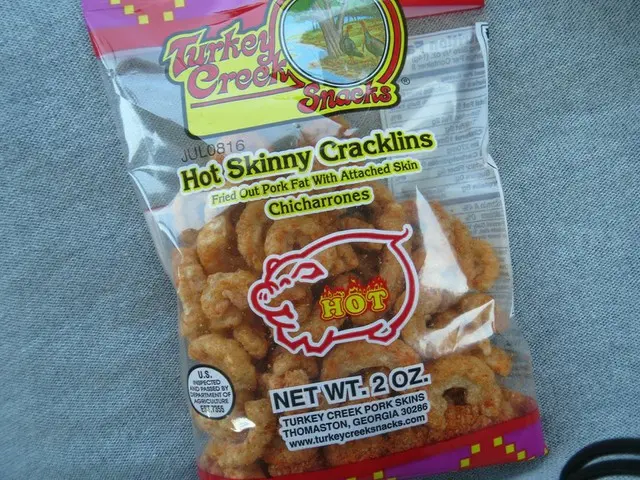 Turkey
Creek
Snacks®
JUL0816
Hot Skinny Cracklins
Fried Out Pork Fat With Attached Skin
Chicharrones
HOT
U.S.
INSPECTED
AND PASSED BY
DEPARTMENT OF
AGRICULTURE
EST.7355
NET WT. 2 OZ.
TURKEY CREEK PORK SKINS
THOMASTON, GEORGIA 30286
www.turkeycreeksnacks.com